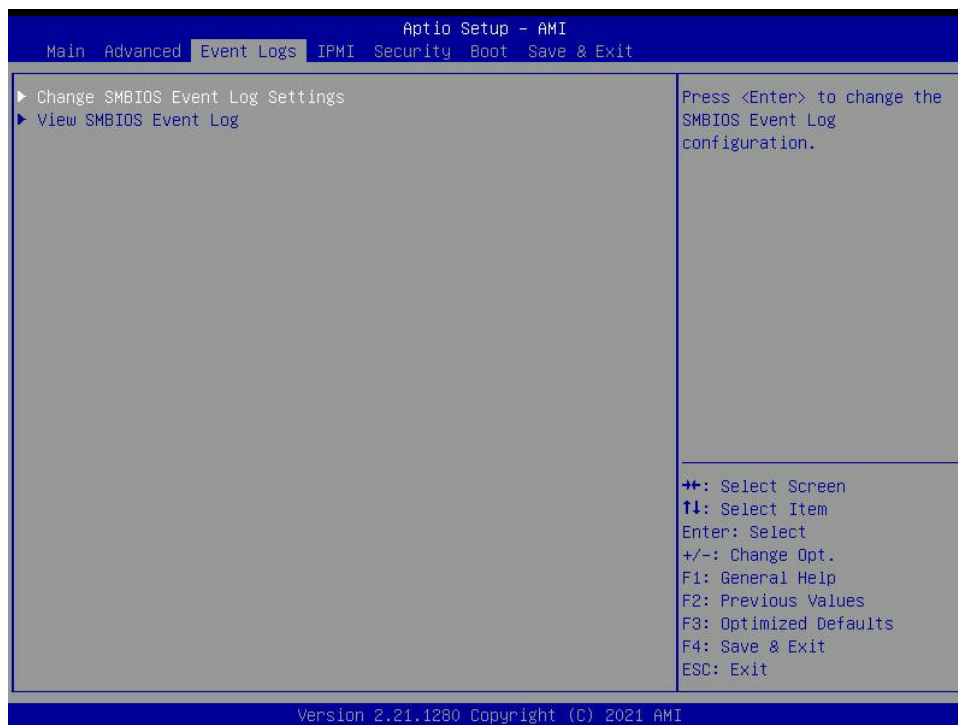 Aptio Setup – AMI
Main Advanced Event Logs IPMI Security Boot Save & Exit
▶ Change SMBIOS Event Log Settings
▶ View SMBIOS Event Log
Press <Enter> to change the
SMBIOS Event Log
configuration.
→←: Select Screen
↑↓: Select Item
Enter: Select
+/-: Change Opt.
F1: General Help
F2: Previous Values
F3: Optimized Defaults
F4: Save & Exit
ESC: Exit
Version 2.21.1280 Copyright (C) 2021 AMI